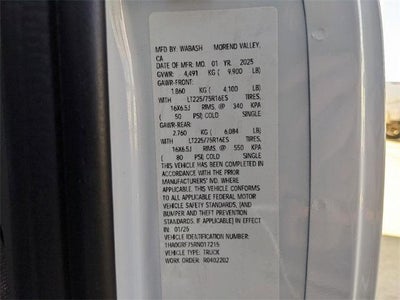 MFD BY: WABASH MORENO VALLEY,
CA
DATE OF MFR: MO. 01 YR. 2025
GVWR: 4,491 KG ( 9,900 LB)
GAWR-FRONT:
1,860 KG ( 4,100 LB)
WITH LT225/75R16ES TIRES,
16X6.5J RIMS, @ 340 KPA
( 50 PSI) COLD SINGLE
GAWR-REAR:
2,760 KG ( 6,084 LB)
WITH LT225/75R16ES TIRES,
16X6.5J RIMS, @ 550 KPA
( 80 PSI) COLD SINGLE
THIS VEHICLE HAS BEEN COMPLETED IN
ACCORDANCE WITH THE PRIOR
MANUFACTURERS' IVD, WHERE
APPLICABLE. THIS VEHICLE CONFORMS
TO ALL APPLICABLE FEDERAL MOTOR
VEHICLE SAFETY STANDARDS, [AND
BUMPER AND THEFT PREVENTION
STANDARDS, IF APPLICABLE] IN EFFECT
IN: 01/25
VEHICLE IDENTIFICATION NUMBER:
VEHICLE TYPE: TRUCK
WORK ORDER: R0402202